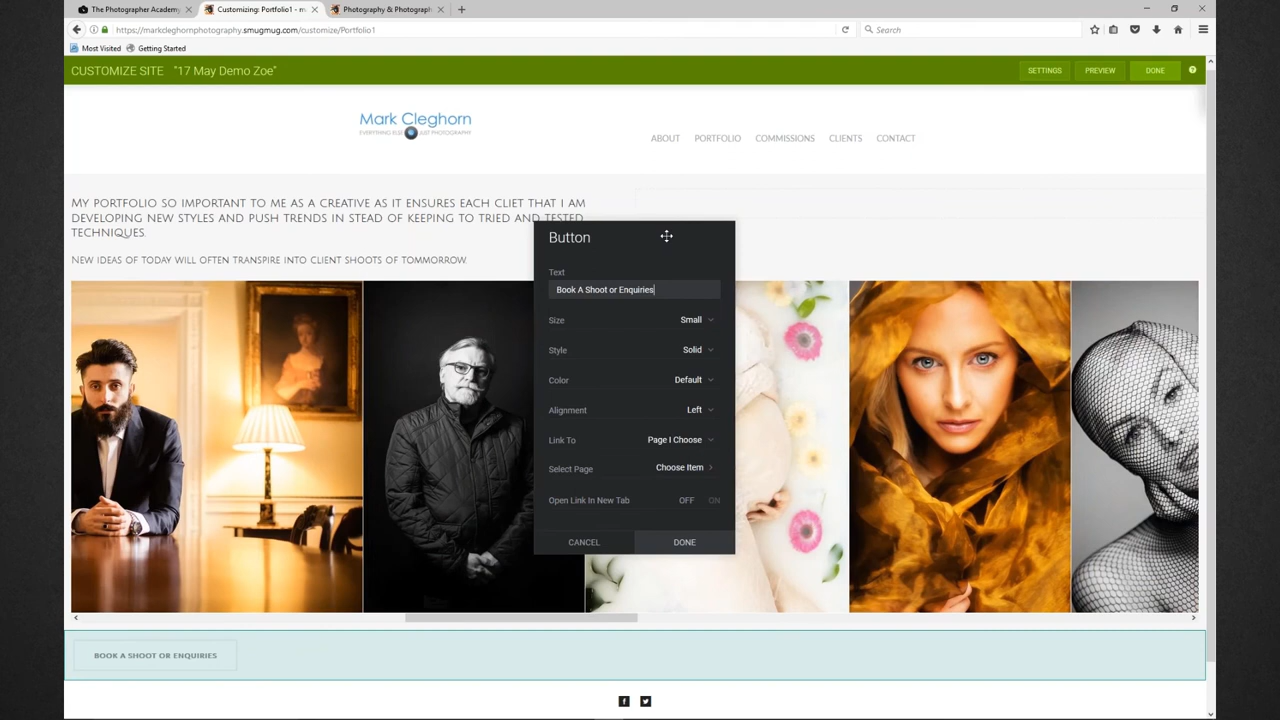 The Photographer Academy
Customizing: Portfolio1 - m
Photography & Photograph
https://markcleghornphotography.smugmug.com/customize/Portfolio1
Search
Most Visited
Getting Started
CUSTOMIZE SITE "17 May Demo Zoe"
SETTINGS
PREVIEW
DONE
Mark Cleghorn
EVERYTHING ELSE JUST PHOTOGRAPHY
ABOUT
PORTFOLIO
COMMISSIONS
CLIENTS
CONTACT
MY PORTFOLIO SO IMPORTANT TO ME AS A CREATIVE AS IT ENSURES EACH CLIET THAT I AM
DEVELOPING NEW STYLES AND PUSH TRENDS IN STEAD OF KEEPING TO TRIED AND TESTED
TECHNIQUES.
NEW IDEAS OF TODAY WILL OFTEN TRANSPIRE INTO CLIENT SHOOTS OF TOMMORROW.
Button
Text
Book A Shoot or Enquiries
Size Small
Style Solid
Color Default
Alignment Left
Link To Page I Choose
Select Page Choose Item
Open Link In New Tab OFF ON
CANCEL
DONE
BOOK A SHOOT OR ENQUIRIES